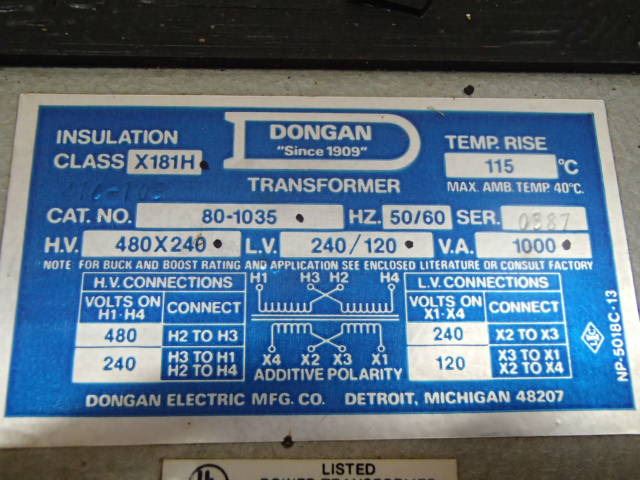 DONGAN
"Since 1909"
TRANSFORMER
INSULATION
CLASS X181H
TEMP. RISE
115 °C
MAX. AMB. TEMP. 40°C.
CAT. NO. 80-1035 HZ. 50/60 SER. 0387
H.V. 480X240 L.V. 240/120 V.A. 1000
NOTE FOR BUCK AND BOOST RATING AND APPLICATION SEE ENCLOSED LITERATURE OR CONSULT FACTORY
H.V. CONNECTIONS
VOLTS ON H1-H4 CONNECT
480 H2 TO H3
240 H3 TO H1
H2 TO H4
H1 H3 H2 H4
X4 X2 X3 X1
ADDITIVE POLARITY
L.V. CONNECTIONS
VOLTS ON X1-X4 CONNECT
240 X2 TO X3
120 X3 TO X1
X2 TO X4
NP-5018C-13
DONGAN ELECTRIC MFG. CO. DETROIT, MICHIGAN 48207
UL
LISTED
POWER TRANSFORMER